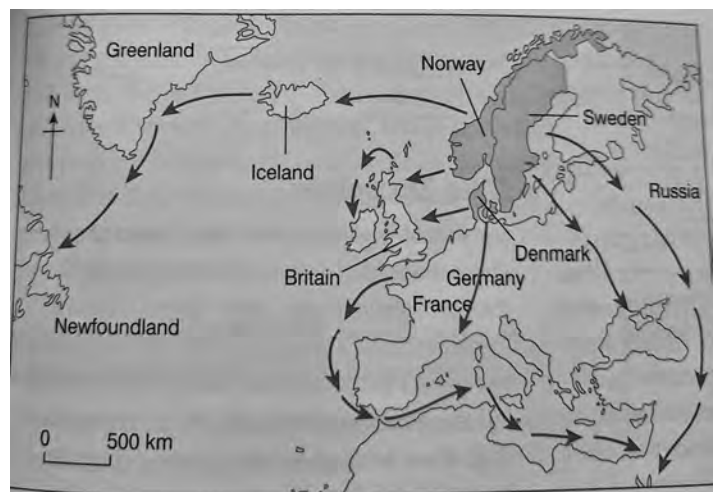 Greenland
Norway
N
Sweden
Iceland
Russia
Denmark
Britain
Germany
France
Newfoundland
0 500 km